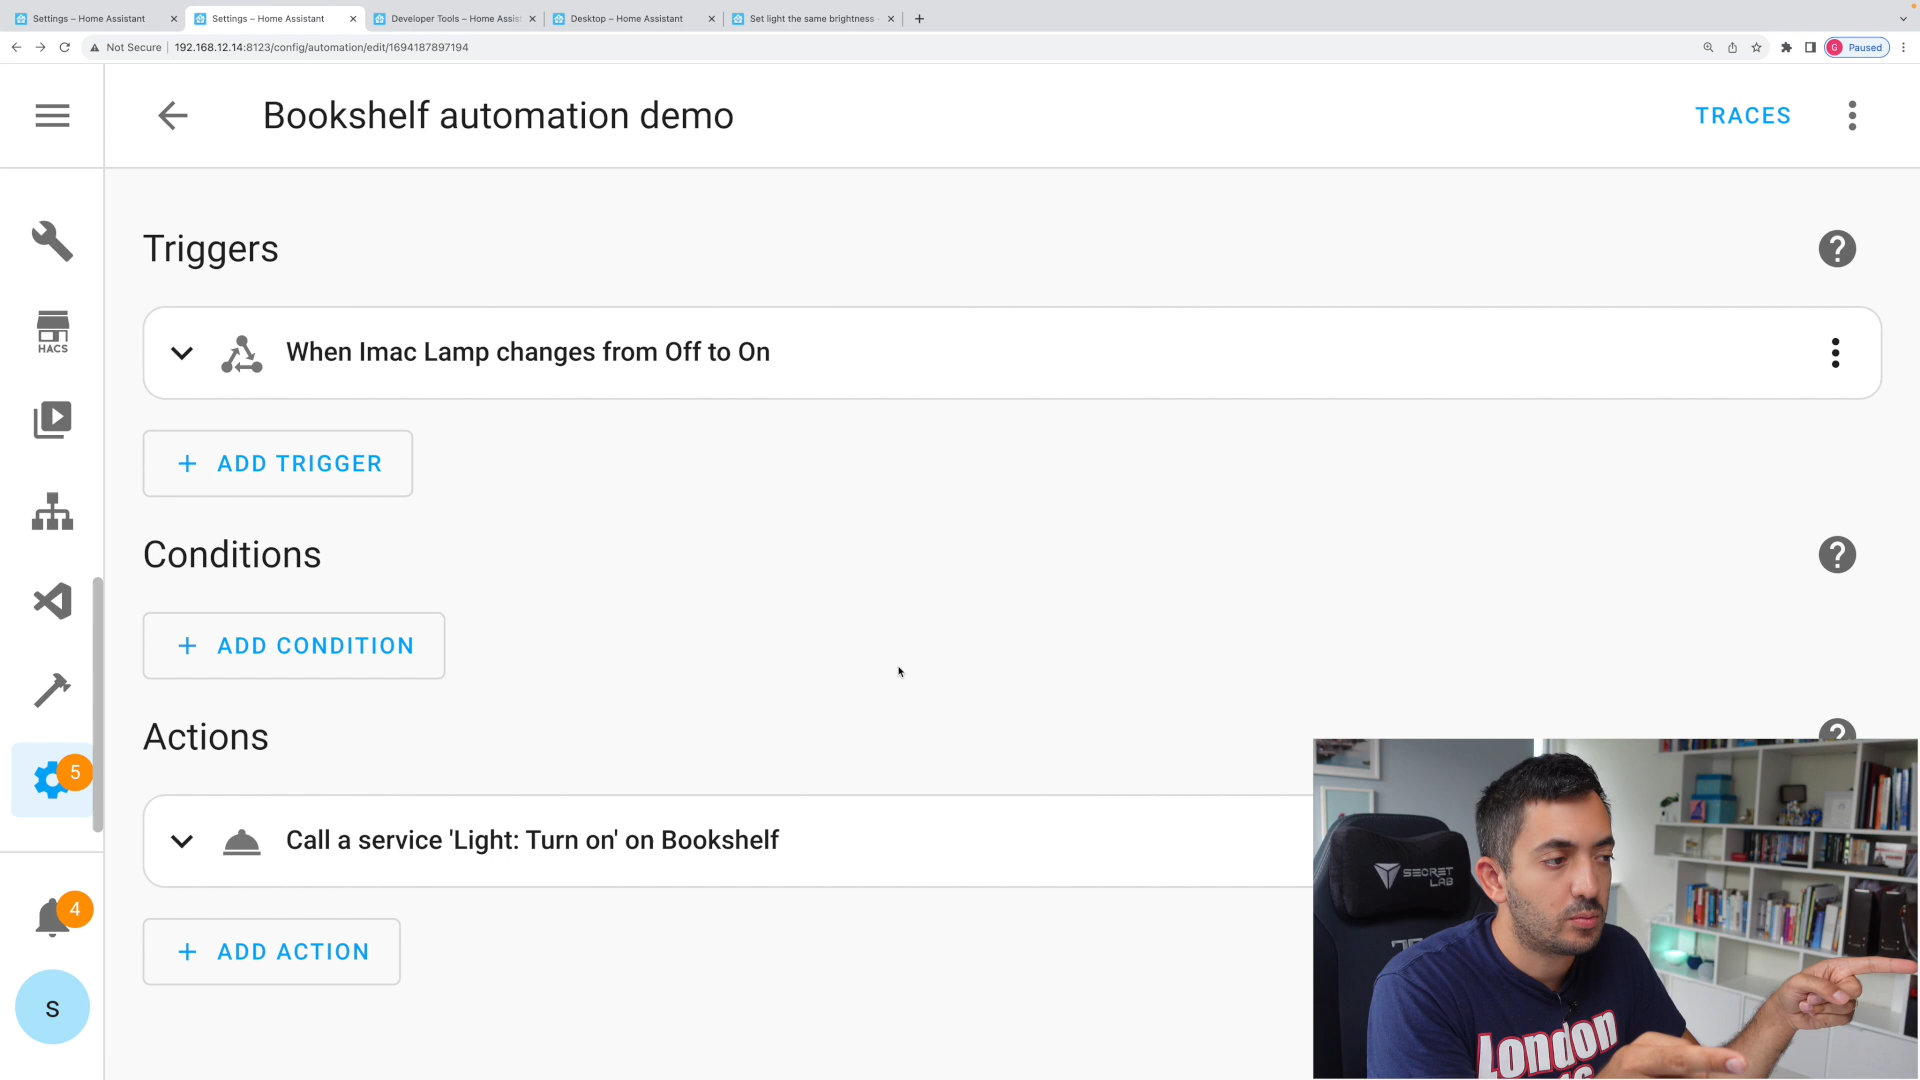 Settings – Home Assistant
Settings – Home Assistant
Developer Tools – Home Assis
Desktop – Home Assistant
Set light the same brightness -
Not Secure
192.168.12.14:8123/config/automation/edit/1694187897194
G
Paused
Bookshelf automation demo
TRACES
Triggers
HACS
When Imac Lamp changes from Off to On
+ ADD TRIGGER
Conditions
+ ADD CONDITION
Actions
5
Call a service 'Light: Turn on' on Bookshelf
SECRET
LAB
4
+ ADD ACTION
s
London